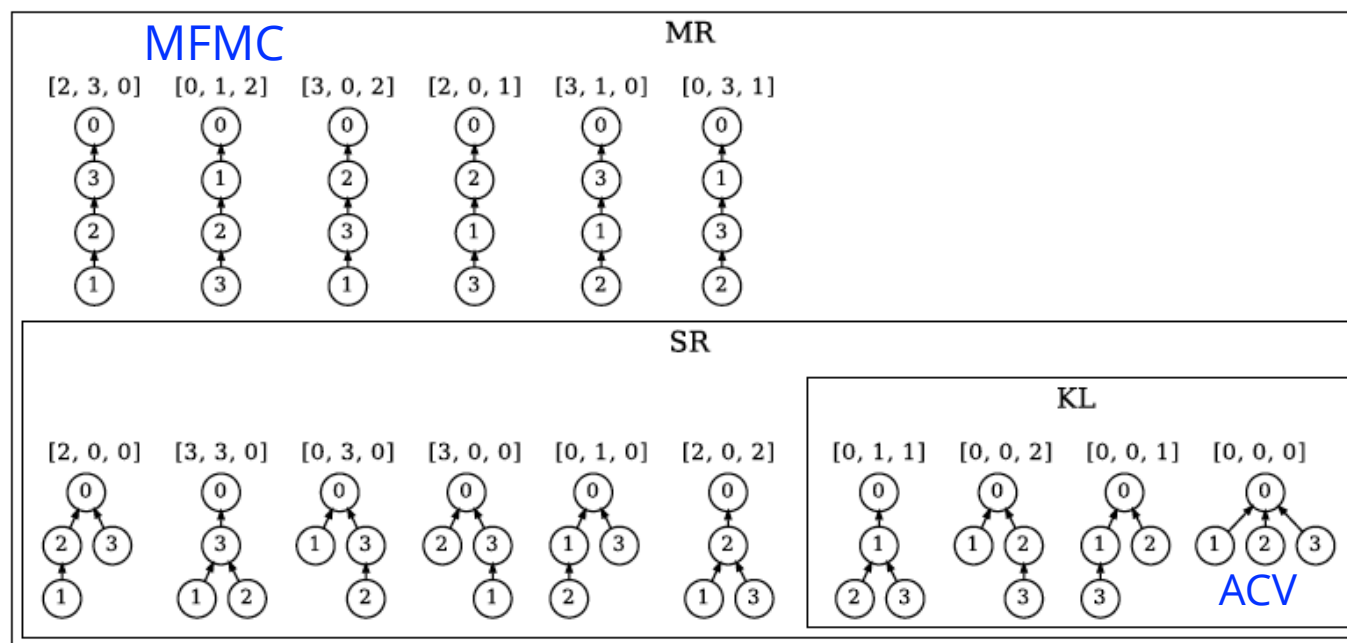 MFMC
MR
[2, 3, 0] [0, 1, 2] [3, 0, 2] [2, 0, 1] [3, 1, 0] [0, 3, 1]
0 0 0 0 0 0
3 1 2 2 3 1
2 2 3 1 1 3
1 3 1 3 2 2
SR
KL
[2, 0, 0] [3, 3, 0] [0, 3, 0] [3, 0, 0] [0, 1, 0] [2, 0, 2] [0, 1, 1] [0, 0, 2] [0, 0, 1] [0, 0, 0]
0 0 0 0 0 0 0 0 0 0
2 3 3 1 3 2 3 1 3 2 1 1 2 1 2 1 2 3
1 1 2 2 1 2 1 3 2 3 3 3
ACV